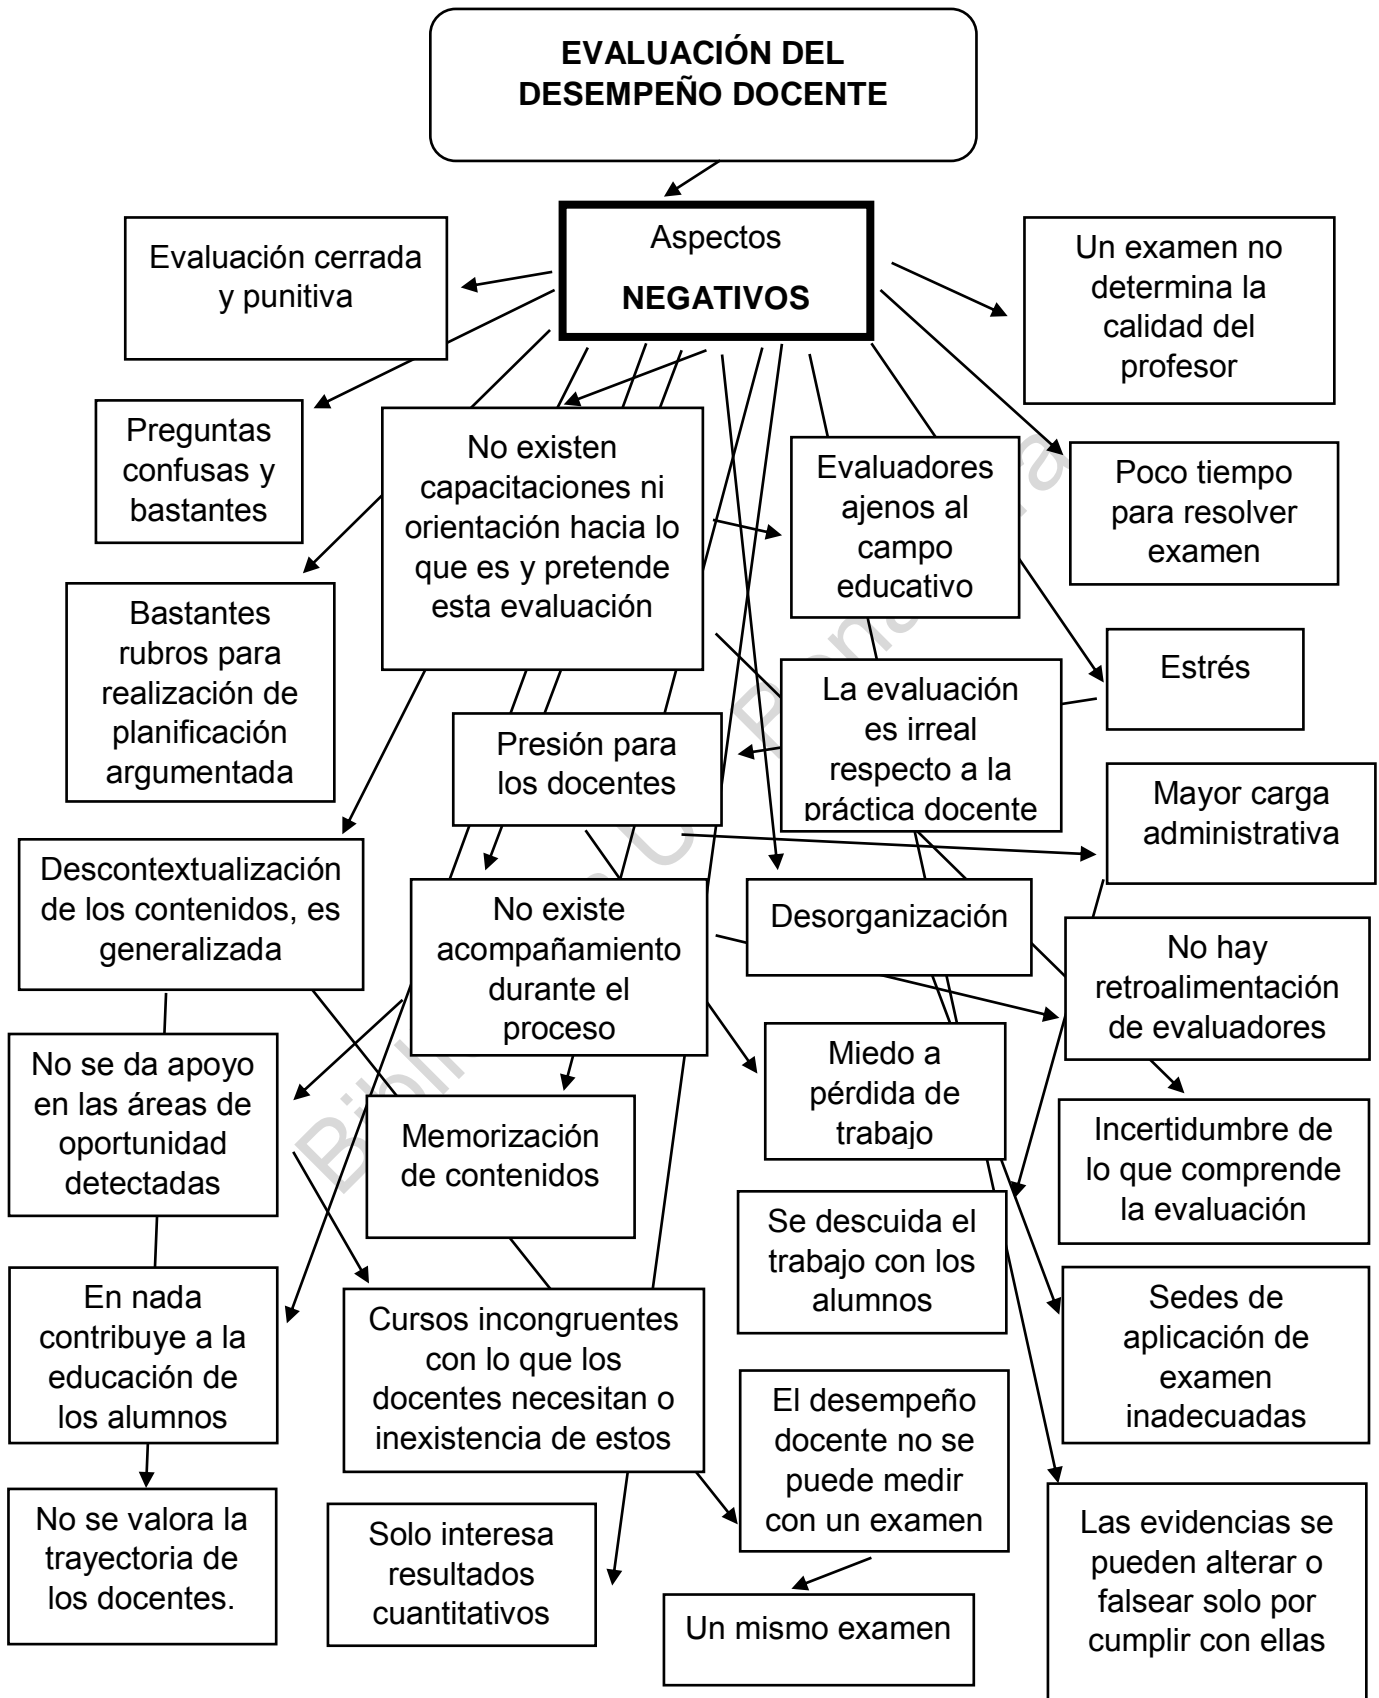 EVALUACIÓN DEL
DESEMPEÑO DOCENTE
Aspectos
NEGATIVOS
Evaluación cerrada
y punitiva
Un examen no
determina la
calidad del
profesor
Preguntas
confusas y
bastantes
No existen
capacitaciones ni
orientación hacia lo
que es y pretende
esta evaluación
Evaluadores
ajenos al
campo
educativo
Poco tiempo
para resolver
examen
Bastantes
rubros para
realización de
planificación
argumentada
Estrés
La evaluación
es irreal
respecto a la
práctica docente
Presión para
los docentes
Mayor carga
administrativa
Descontextualización
de los contenidos, es
generalizada
No existe
acompañamiento
durante el
proceso
Desorganización
No hay
retroalimentación
de evaluadores
No se da apoyo
en las áreas de
oportunidad
detectadas
Miedo a
pérdida de
trabajo
Memorización
de contenidos
Incertidumbre de
lo que comprende
la evaluación
Se descuida el
trabajo con los
alumnos
En nada
contribuye a la
educación de
los alumnos
Cursos incongruentes
con lo que los
docentes necesitan o
inexistencia de estos
Sedes de
aplicación de
examen
inadecuadas
El desempeño
docente no se
puede medir
con un examen
No se valora la
trayectoria de
los docentes.
Solo interesa
resultados
cuantitativos
Las evidencias se
pueden alterar o
falsear solo por
cumplir con ellas
Un mismo examen